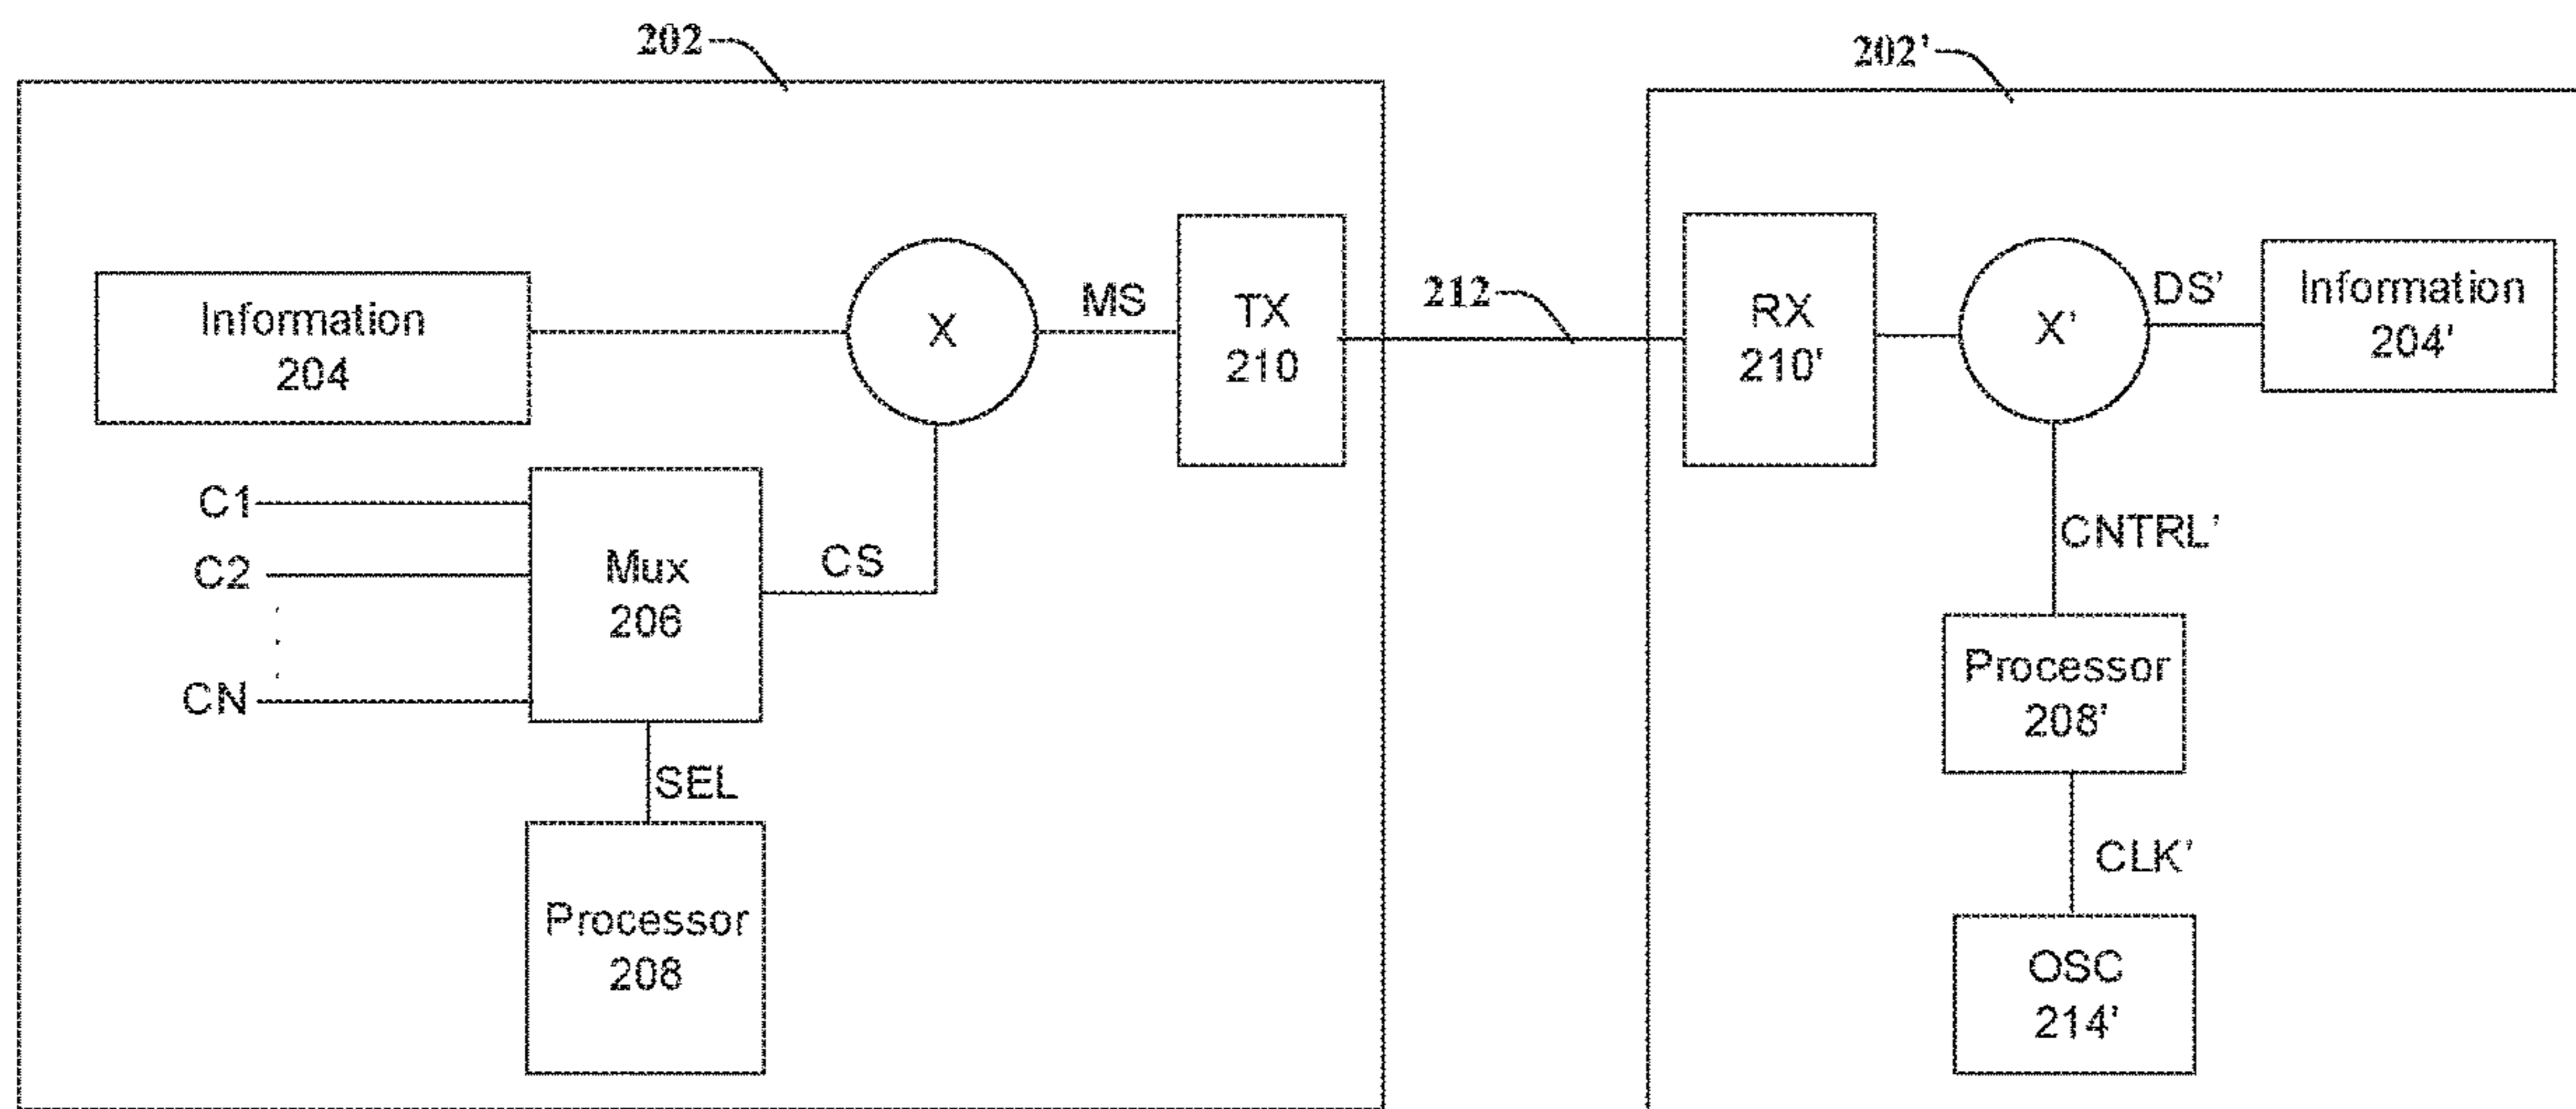 202
202'
Information
204
X
MS
TX
210
212
RX
210'
X'
DS'
Information
204'
C1
C2
CN
Mux
206
CS
SEL
Processor
208
CNTRL'
Processor
208'
CLK'
OSC
214'